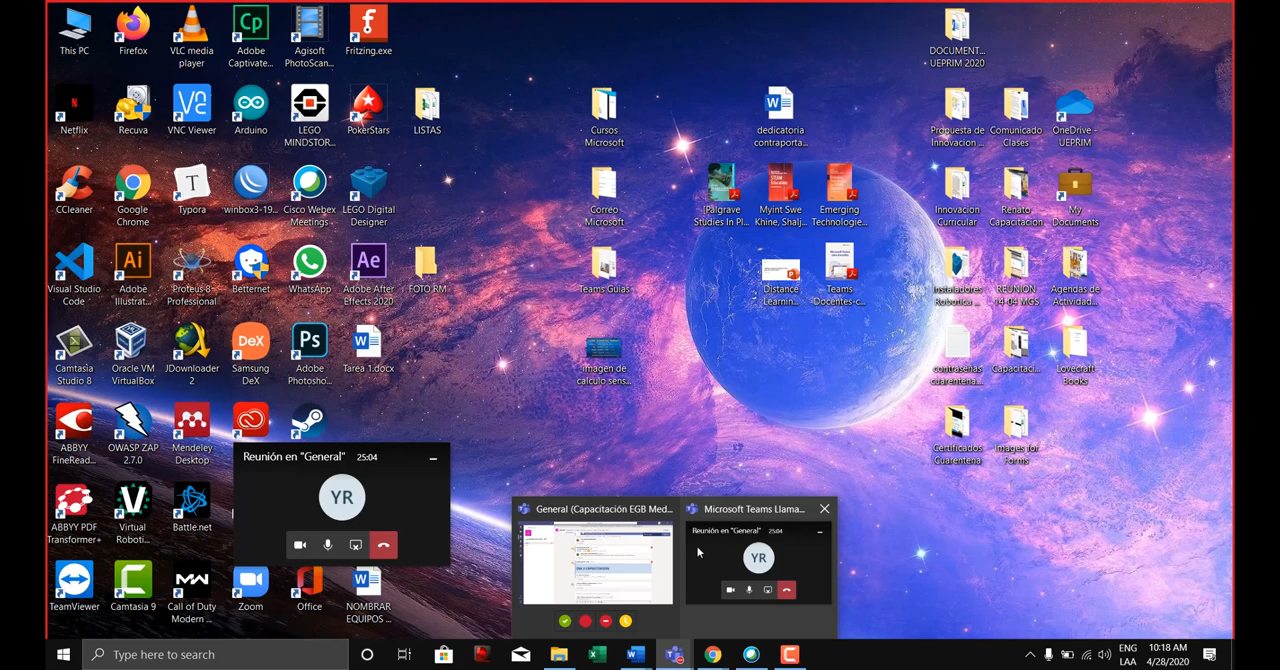 This PC
Firefox
VLC media
player
Adobe
Captivate...
Agisoft
PhotoScan...
Fritzing.exe
DOCUMENT...
UEPRIM 2020
Netflix
Recuva
VNC Viewer
Arduino
LEGO
MINDSTOR...
PokerStars
LISTAS
Cursos
Microsoft
dedicatoria
contraporta...
Propuesta de
Innovacion ...
Comunicado
Clases
OneDrive -
UEPRIM
CCleaner
Google
Chrome
Typora
winbox3-19...
Cisco Webex
Meetings
LEGO Digital
Designer
Correo
Microsoft
[Palgrave
Studies In Pl...
Myint Swe
Khine, Shalj...
Emerging
Technologie...
Innovacion
Curricular
Renato
Capacitacion
My
Documents
Visual Studio
Code
Adobe
Illustrat...
Proteus 8
Professional
Betternet
WhatsApp
Adobe After
Effects 2020
FOTO RM
Teams Guias
Distance
Learnin...
Teams
Docentes-c...
Instaladores
Robotica ...
REUNION
14-04 MGS
Agendas de
Actividad...
Camtasia
Studio 8
Oracle VM
VirtualBox
JDownloader
2
Samsung
DeX
Adobe
Photosho...
Tarea 1.docx
Imagen de
calculo sens...
contraseñas
cuarentena...
Capacitaci...
Lovecraft
Books
ABBYY
FineRead...
OWASP ZAP
2.7.0
Mendeley
Desktop
Certificados
Cuarentena
Images for
Forms
Reunión en "General" 25:04
YR
ABBYY PDF
Transformer+
Virtual
Roboti...
Battle.net
General (Capacitación EGB Med...
Microsoft Teams Llama...
Reunión en "General" 25:04
YR
TeamViewer
Camtasia 9
Call of Duty
Modern ...
Zoom
Office
NOMBRAR
EQUIPOS ...
Type here to search
ENG
LAA
10:18 AM
4/28/2020